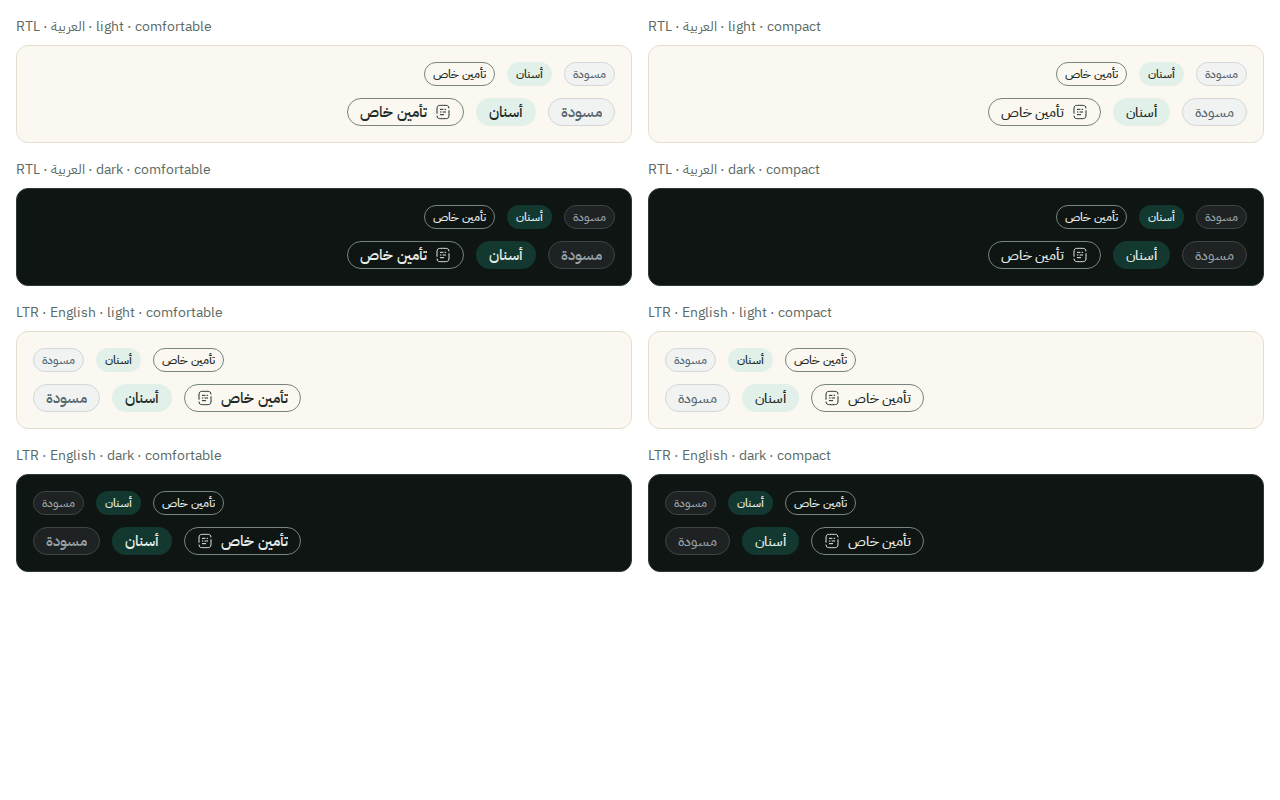 RTL · العربية · light · comfortable
مسودة أسنان تأمين خاص
مسودة أسنان تأمين خاص
RTL · العربية · light · compact
مسودة أسنان تأمين خاص
مسودة أسنان تأمين خاص
RTL · العربية · dark · comfortable
مسودة أسنان تأمين خاص
مسودة أسنان تأمين خاص
RTL · العربية · dark · compact
مسودة أسنان تأمين خاص
مسودة أسنان تأمين خاص
LTR · English · light · comfortable
مسودة أسنان تأمين خاص
مسودة أسنان تأمين خاص
LTR · English · light · compact
مسودة أسنان تأمين خاص
مسودة أسنان تأمين خاص
LTR · English · dark · comfortable
مسودة أسنان تأمين خاص
مسودة أسنان تأمين خاص
LTR · English · dark · compact
مسودة أسنان تأمين خاص
مسودة أسنان تأمين خاص